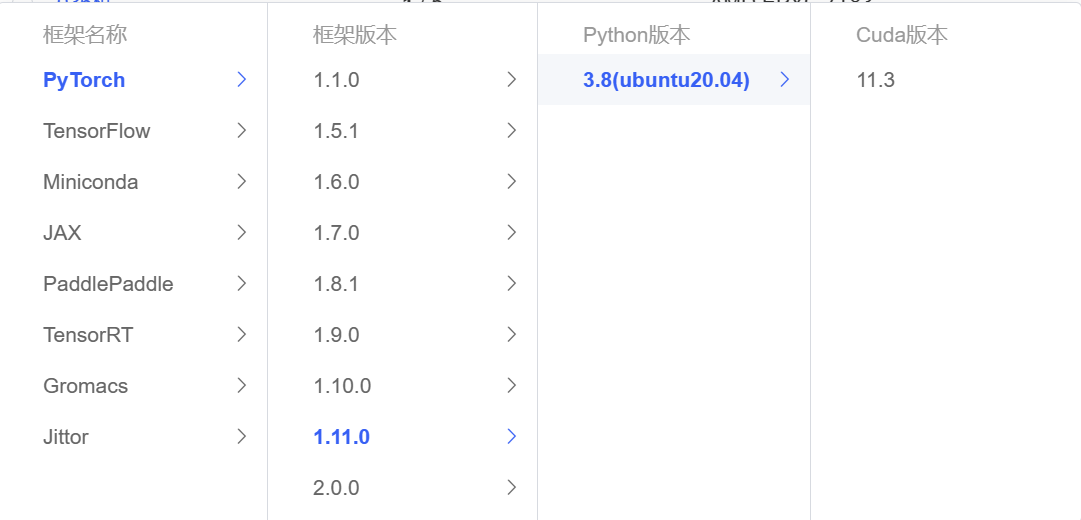 框架名称
PyTorch
TensorFlow
Miniconda
JAX
PaddlePaddle
TensorRT
Gromacs
Jittor
框架版本
1.1.0
1.5.1
1.6.0
1.7.0
1.8.1
1.9.0
1.10.0
1.11.0
2.0.0
Python版本
3.8(ubuntu20.04)
Cuda版本
11.3